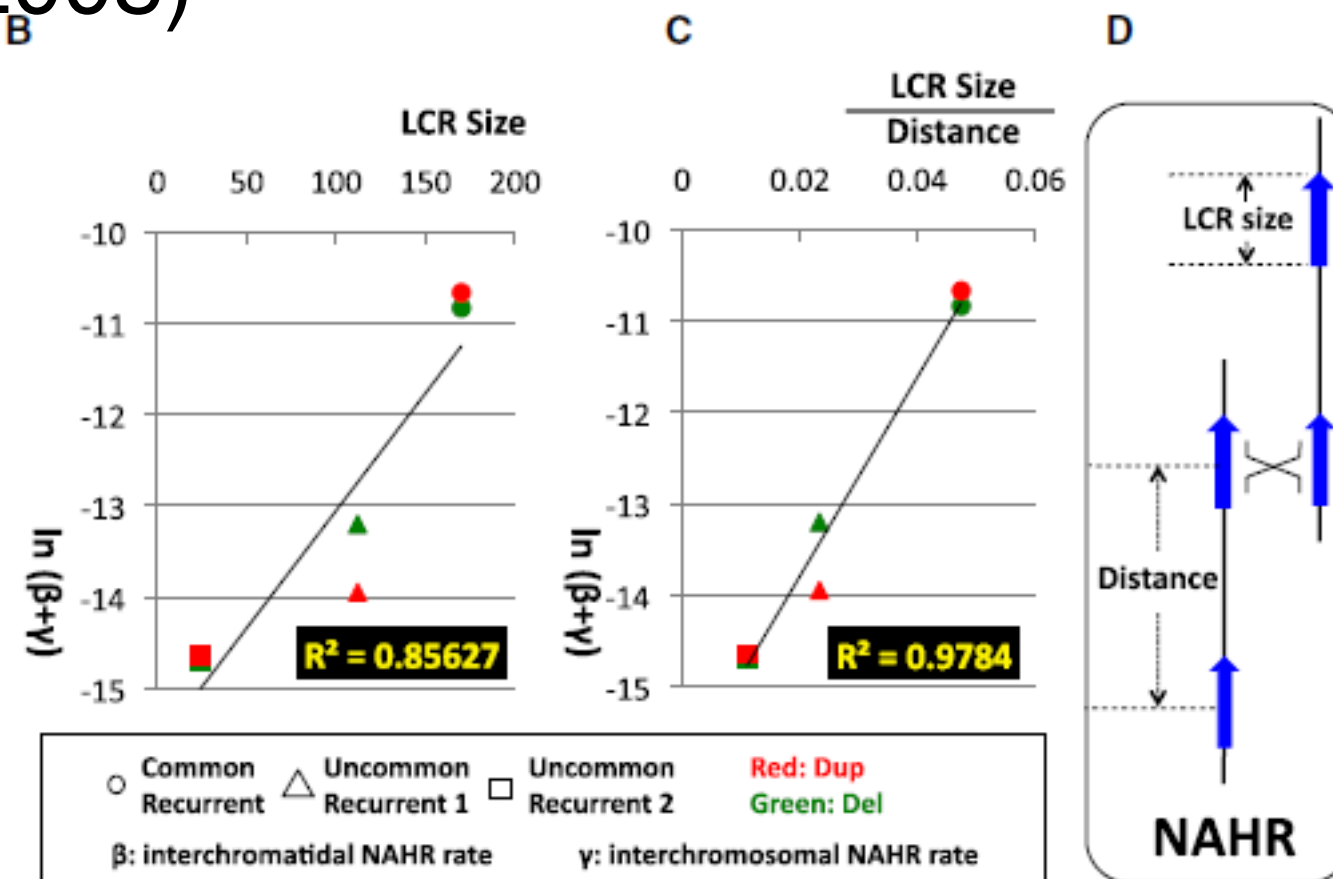 2008)
B
LCR Size
0 50 100 150 200
-10
-11
-12
-13
-14
-15
ln (β+γ)
R² = 0.85627
C
LCR Size
Distance
0 0.02 0.04 0.06
-10
-11
-12
-13
-14
-15
ln (β+γ)
R² = 0.9784
D
LCR size
Distance
NAHR
Common
Recurrent
Uncommon
Recurrent 1
Uncommon
Recurrent 2
Red: Dup
Green: Del
β: interchromatidal NAHR rate
γ: interchromosomal NAHR rate